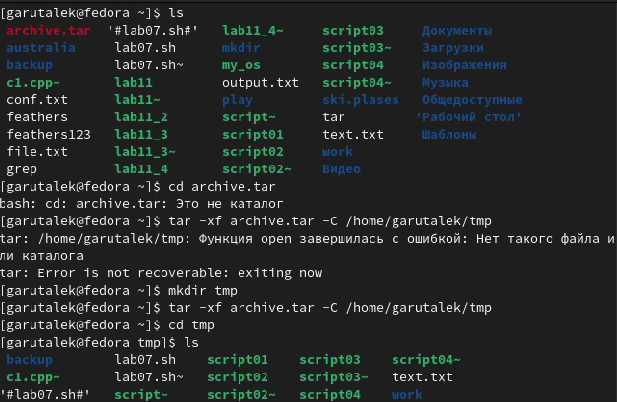 [garutalek@fedora ~]$ ls
archive.tar '#lab07.sh#' lab11_4~ script03 Документы
australia lab07.sh mkdir script03~ Загрузки
backup lab07.sh~ my_os script04 Изображения
c1.cpp~ lab11 output.txt script04~ Музыка
conf.txt lab11~ play ski.plases Общедоступные
feathers lab11_2 script~ tar 'Рабочий стол'
feathers123 lab11_3 script01 text.txt Шаблоны
file.txt lab11_3~ script02 work
grep lab11_4 script02~ Видео
[garutalek@fedora ~]$ cd archive.tar
bash: cd: archive.tar: Это не каталог
[garutalek@fedora ~]$ tar -xf archive.tar -C /home/garutalek/tmp
tar: /home/garutalek/tmp: Функция open завершилась с ошибкой: Нет такого файла и
ли каталога
tar: Error is not recoverable: exiting now
[garutalek@fedora ~]$ mkdir tmp
[garutalek@fedora ~]$ tar -xf archive.tar -C /home/garutalek/tmp
[garutalek@fedora ~]$ cd tmp
[garutalek@fedora tmp]$ ls
backup lab07.sh script01 script03 script04~
c1.cpp~ lab07.sh~ script02 script03~ text.txt
'#lab07.sh#' script~ script02~ script04 work